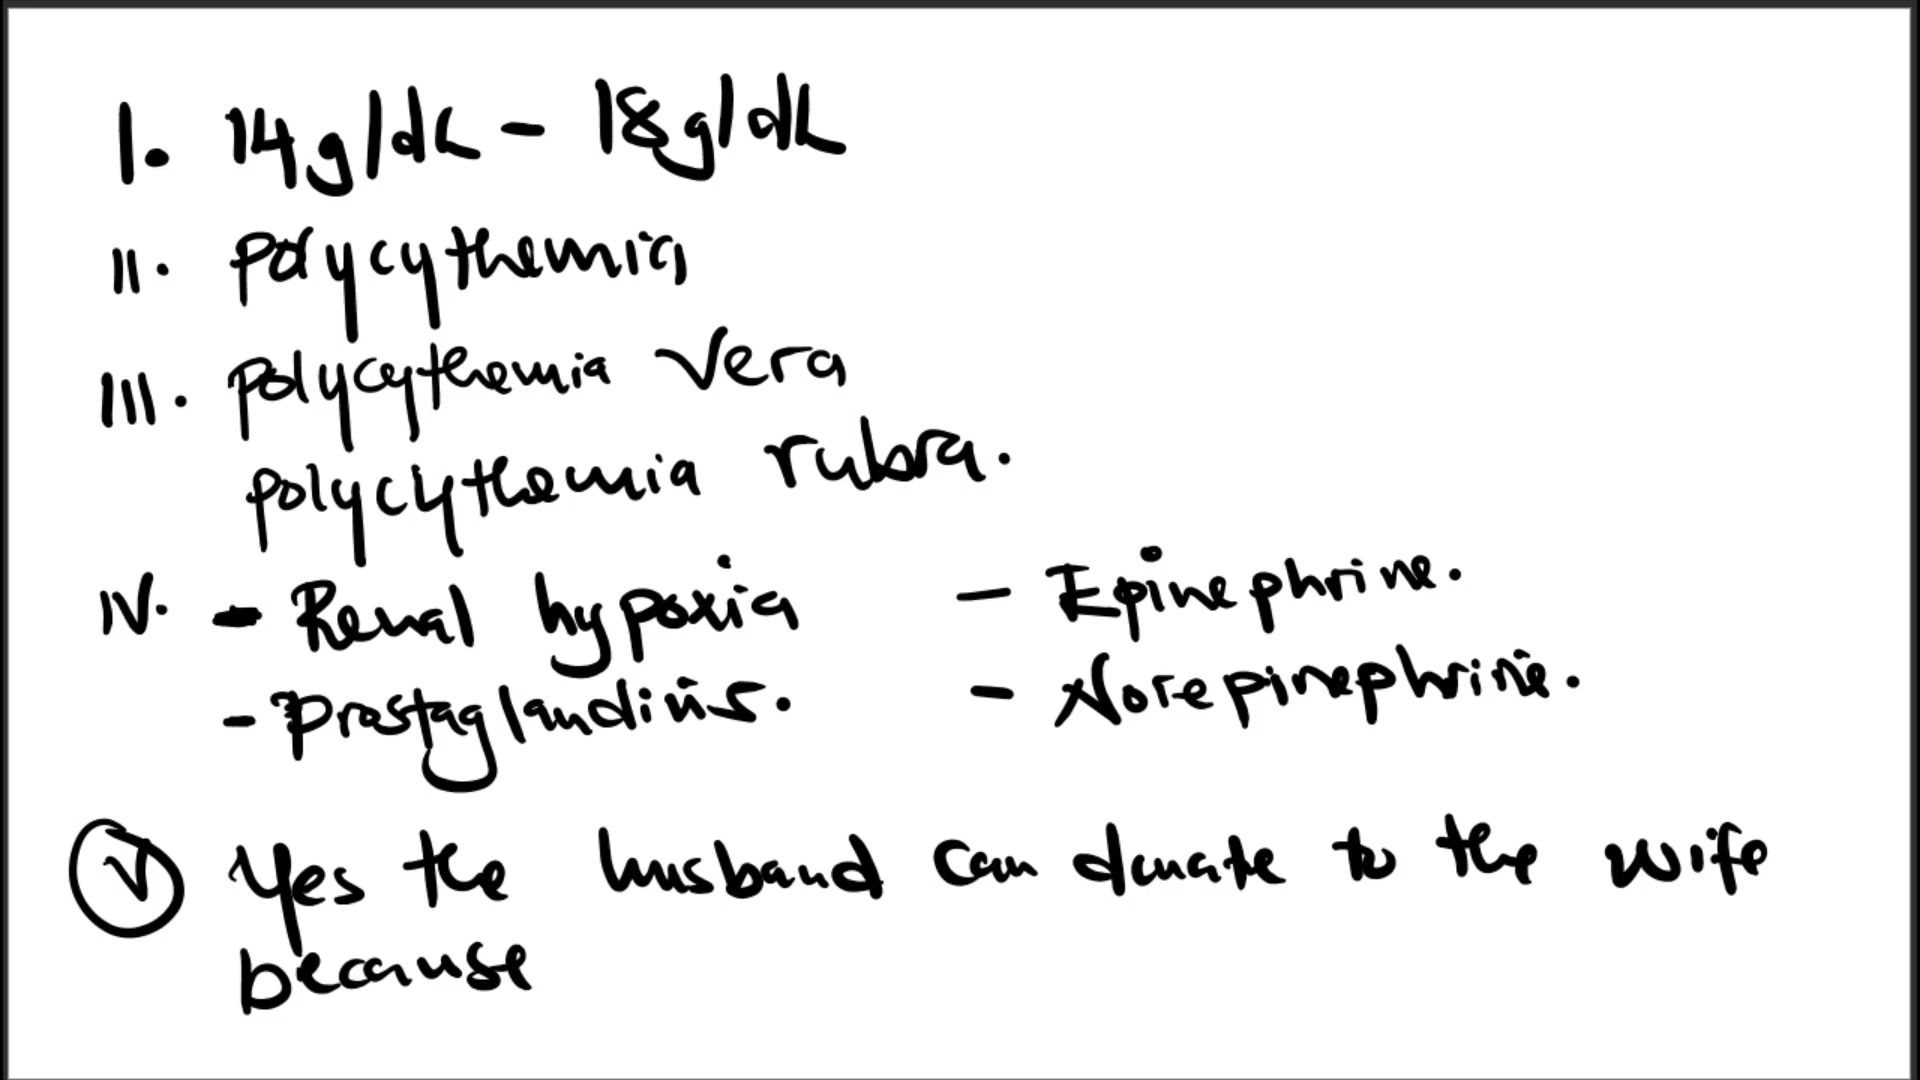 I. 14g/dL - 18g/dL
II. polycythemia
III. polycythemia vera
polycythemia rubra.
IV. - Renal hypoxia - Epinephrine.
- prostaglandins. - Norepinephrine.
V Yes the husband can donate to the wife
because